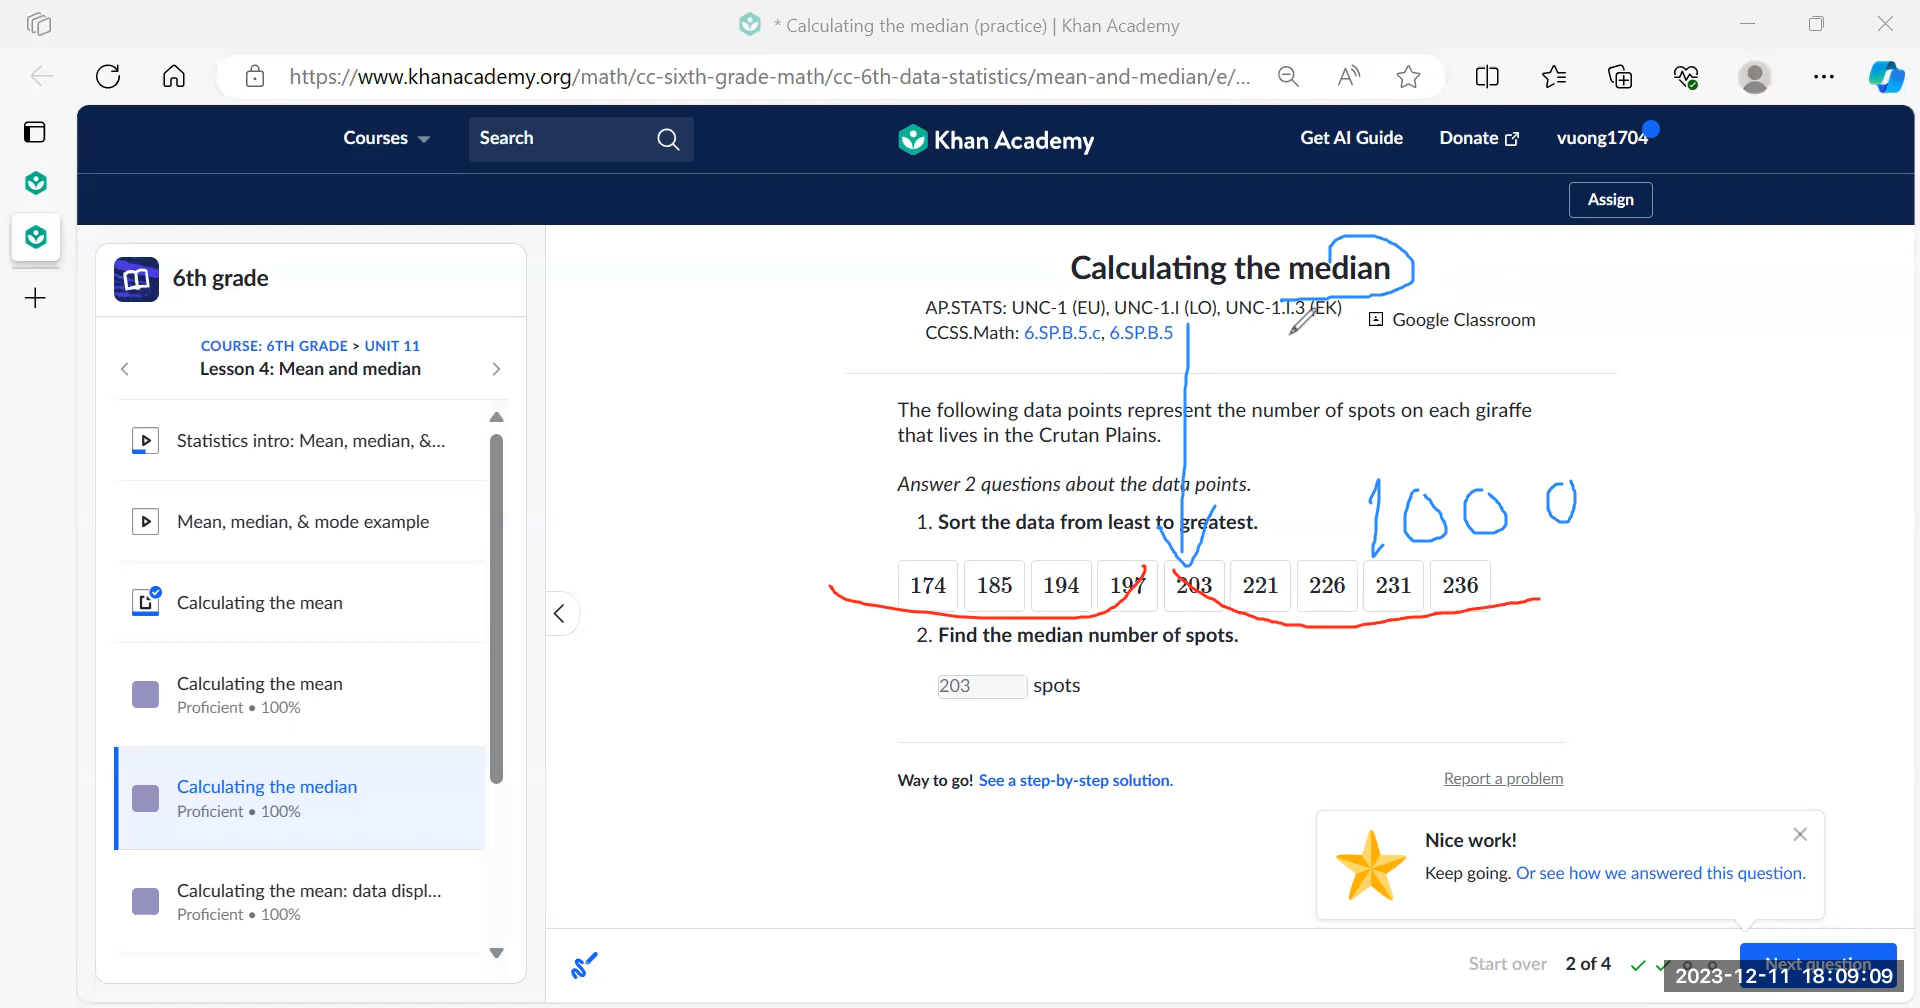 * Calculating the median (practice) | Khan Academy
https://www.khanacademy.org/math/cc-sixth-grade-math/cc-6th-data-statistics/mean-and-median/e/...
Courses
Search
Khan Academy
Get AI Guide
Donate
vuong1704
Assign
6th grade
COURSE: 6TH GRADE > UNIT 11
Lesson 4: Mean and median
Statistics intro: Mean, median, &...
Mean, median, & mode example
Calculating the mean
Calculating the mean
Proficient • 100%
Calculating the median
Proficient • 100%
Calculating the mean: data displ...
Proficient • 100%
Calculating the median
AP.STATS: UNC-1 (EU), UNC-1.I (LO), UNC-1.I.3 (EK)
CCSS.Math: 6.SP.B.5.c, 6.SP.B.5
Google Classroom
The following data points represent the number of spots on each giraffe
that lives in the Crutan Plains.
Answer 2 questions about the data points.
1. Sort the data from least to greatest.
100 0
174 185 194 197 203 221 226 231 236
2. Find the median number of spots.
203 spots
Way to go! See a step-by-step solution.
Report a problem
Nice work!
Keep going. Or see how we answered this question.
Start over
2 of 4
Next question
2023-12-11 18:09:09